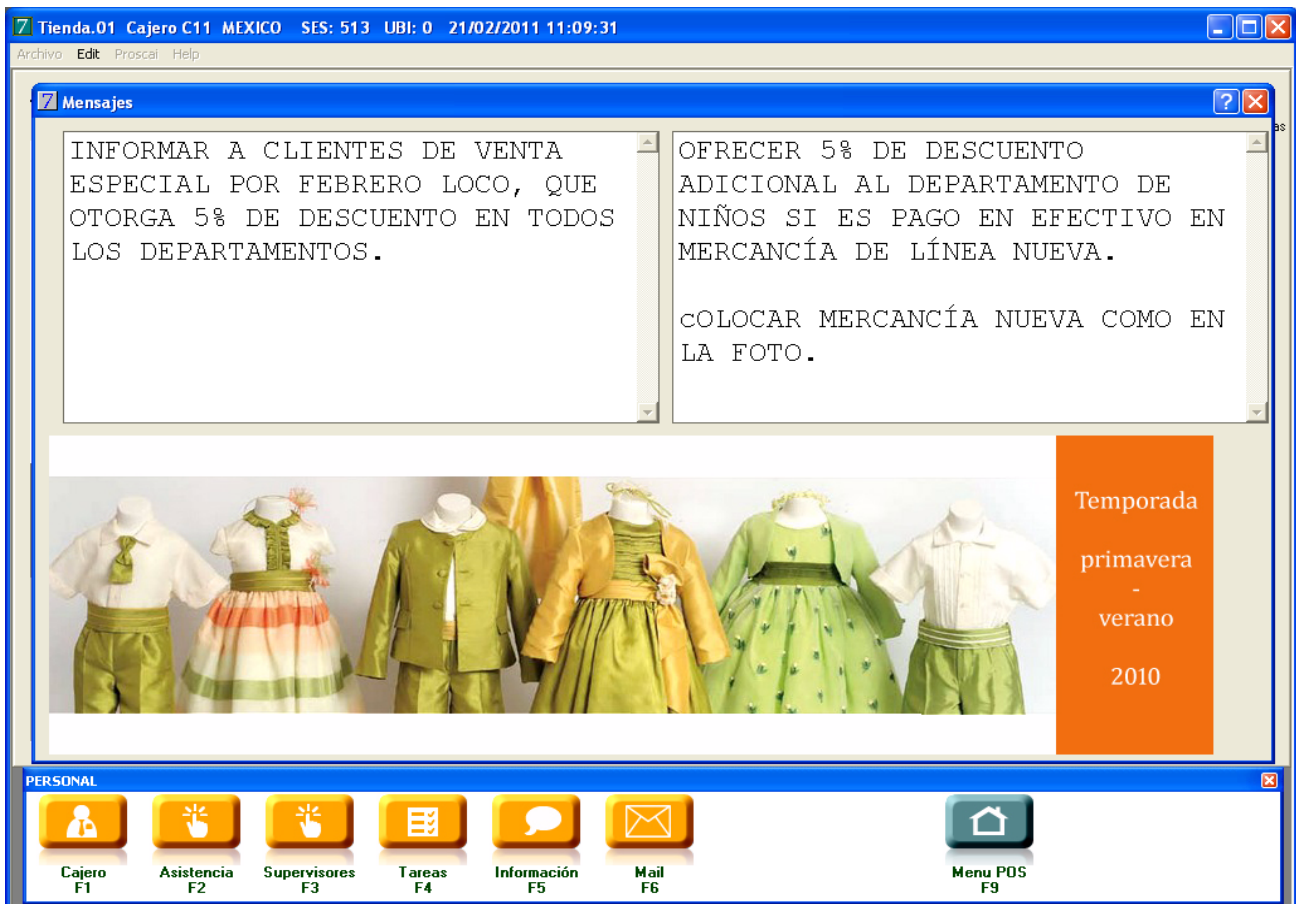 Tienda.01 Cajero C11 MEXICO SES: 513 UBI: 0 21/02/2011 11:09:31
Archivo Edit Proscai Help
Mensajes
as
INFORMAR A CLIENTES DE VENTA
ESPECIAL POR FEBRERO LOCO, QUE
OTORGA 5% DE DESCUENTO EN TODOS
LOS DEPARTAMENTOS.
OFRECER 5% DE DESCUENTO
ADICIONAL AL DEPARTAMENTO DE
NIÑOS SI ES PAGO EN EFECTIVO EN
MERCANCÍA DE LÍNEA NUEVA.
cOLOCAR MERCANCÍA NUEVA COMO EN
LA FOTO.
Temporada
primavera
-
verano
2010
PERSONAL
Cajero
F1
Asistencia
F2
Supervisores
F3
Tareas
F4
Información
F5
Mail
F6
Menu POS
F9